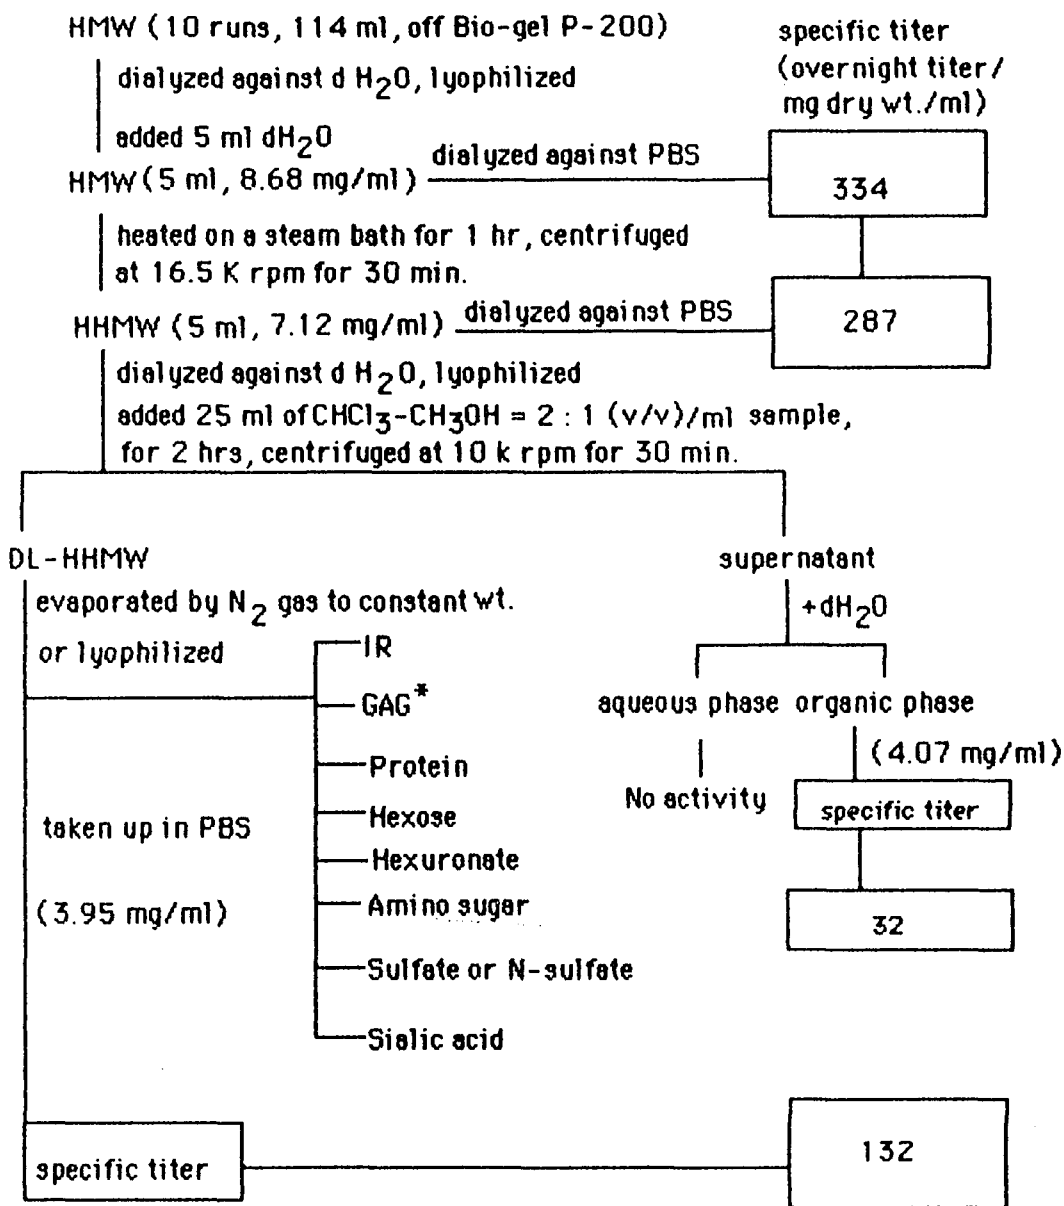 HMW (10 runs, 114 ml, off Bio-gel P-200)
specific titer
(overnight titer/
mg dry wt./ml)
dialyzed against d H2O, lyophilized
added 5 ml dH2O
HMW (5 ml, 8.68 mg/ml)
dialyzed against PBS
334
heated on a steam bath for 1 hr, centrifuged
at 16.5 K rpm for 30 min.
HHMW (5 ml, 7.12 mg/ml)
dialyzed against PBS
287
dialyzed against d H2O, lyophilized
added 25 ml of CHCl3-CH3OH = 2 : 1 (v/v)/ml sample,
for 2 hrs, centrifuged at 10 k rpm for 30 min.
DL-HHMW
supernatant
evaporated by N2 gas to constant wt.
or lyophilized
+dH2O
IR
GAG*
Protein
Hexose
Hexuronate
Amino sugar
Sulfate or N-sulfate
Sialic acid
aqueous phase
organic phase
(4.07 mg/ml)
No activity
specific titer
32
taken up in PBS
(3.95 mg/ml)
specific titer
132